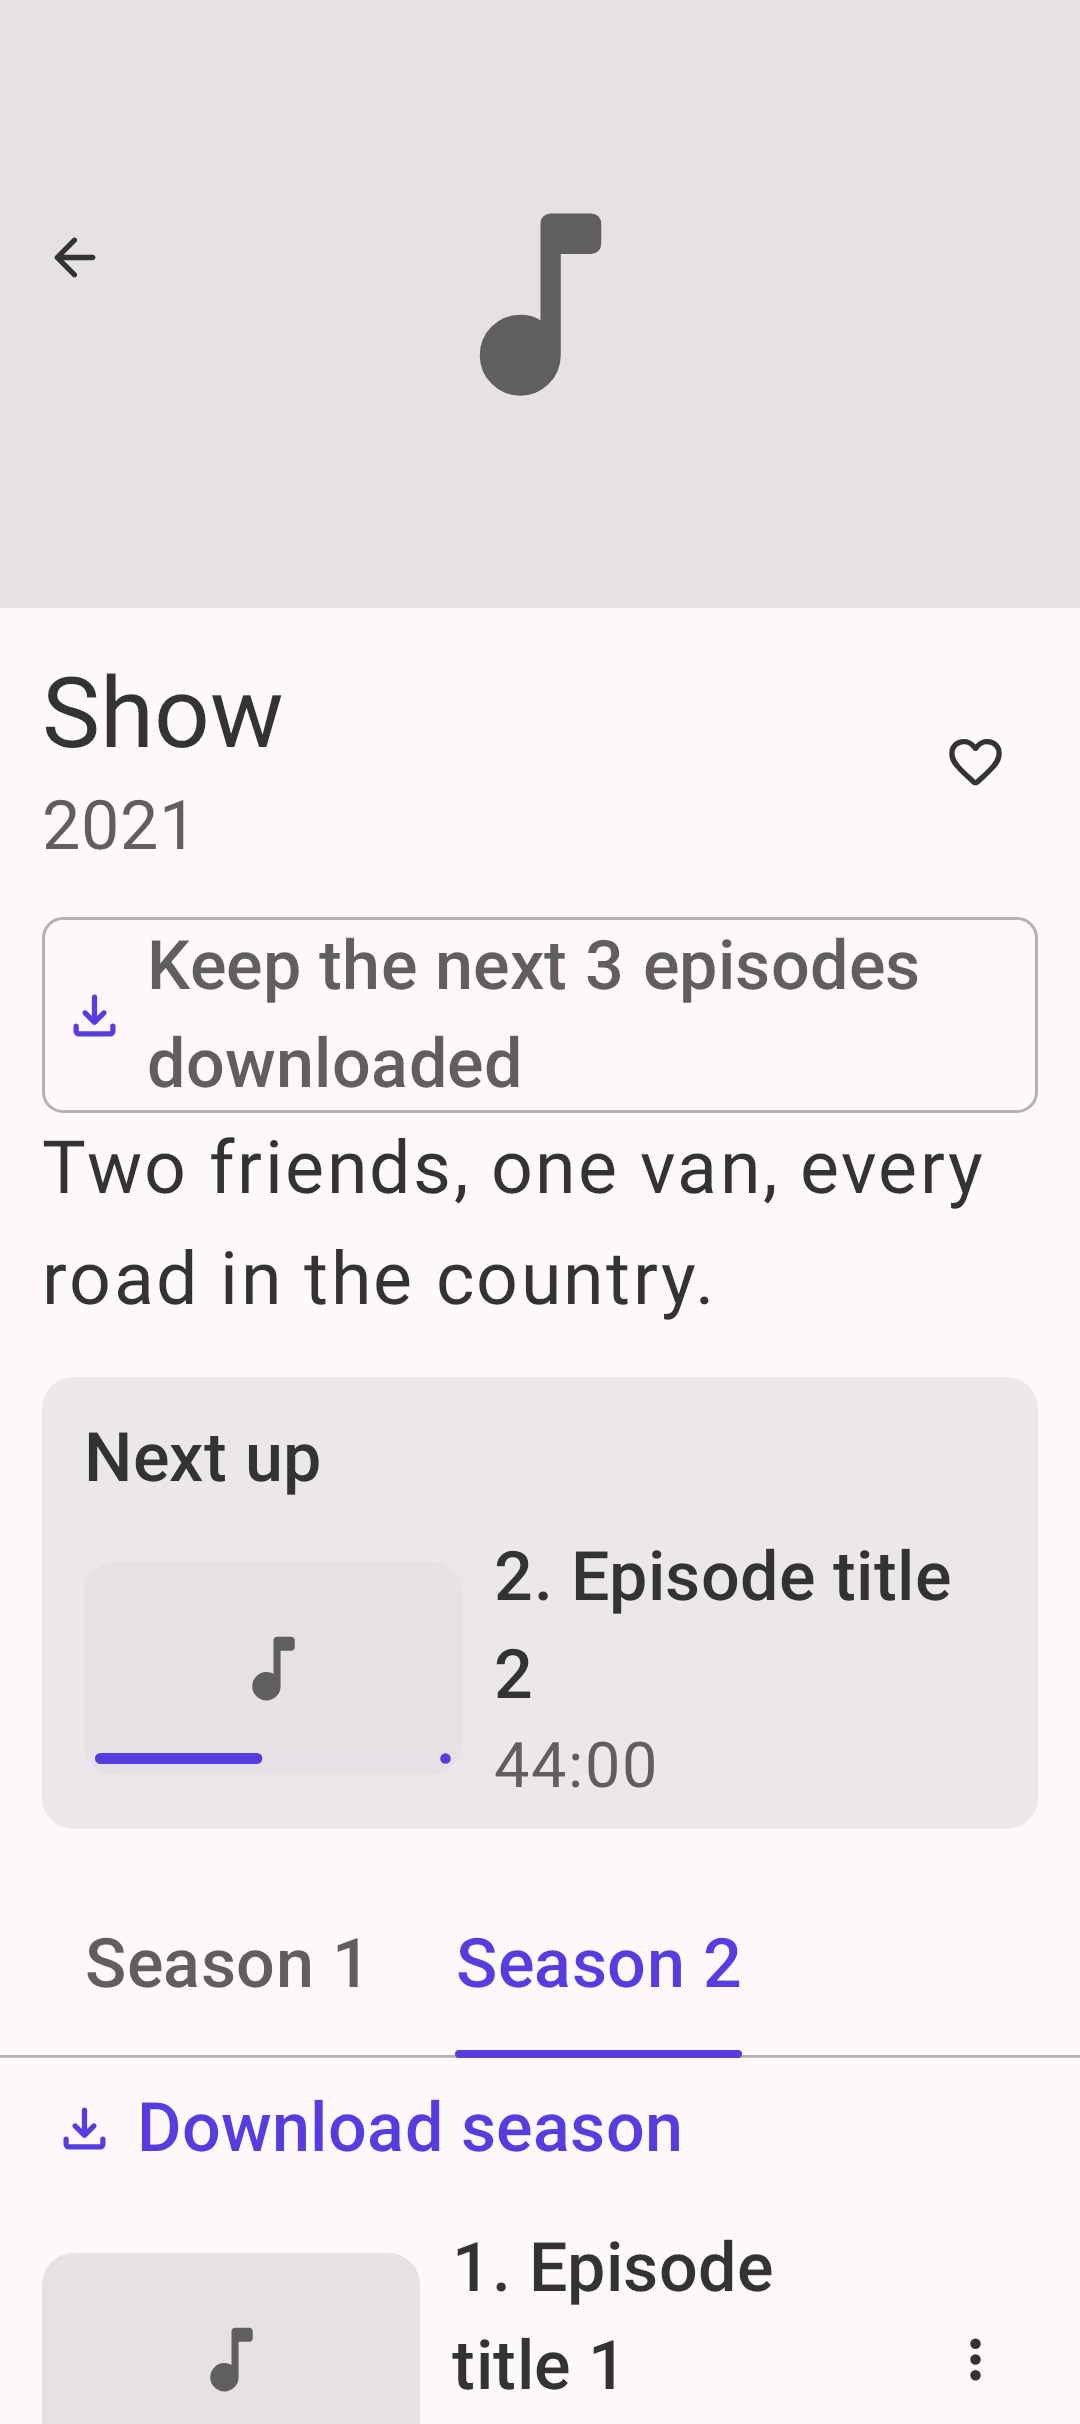 Show
2021
Keep the next 3 episodes
downloaded
Two friends, one van, every
road in the country.
Next up
2. Episode title
2
44:00
Season 1
Season 2
Download season
1. Episode
title 1